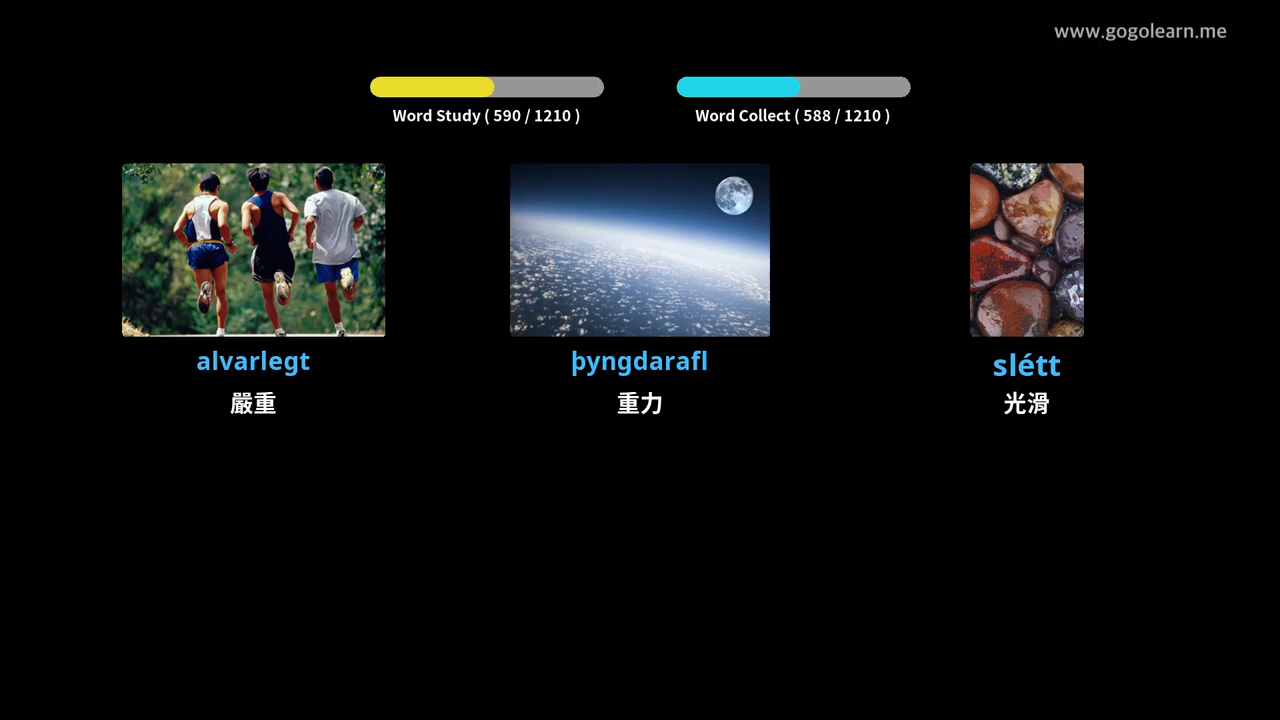 www.gogolearn.me
Word Study ( 590 / 1210 )
Word Collect ( 588 / 1210 )
alvarlegt
þyngdarafl
slétt
嚴重
重力
光滑